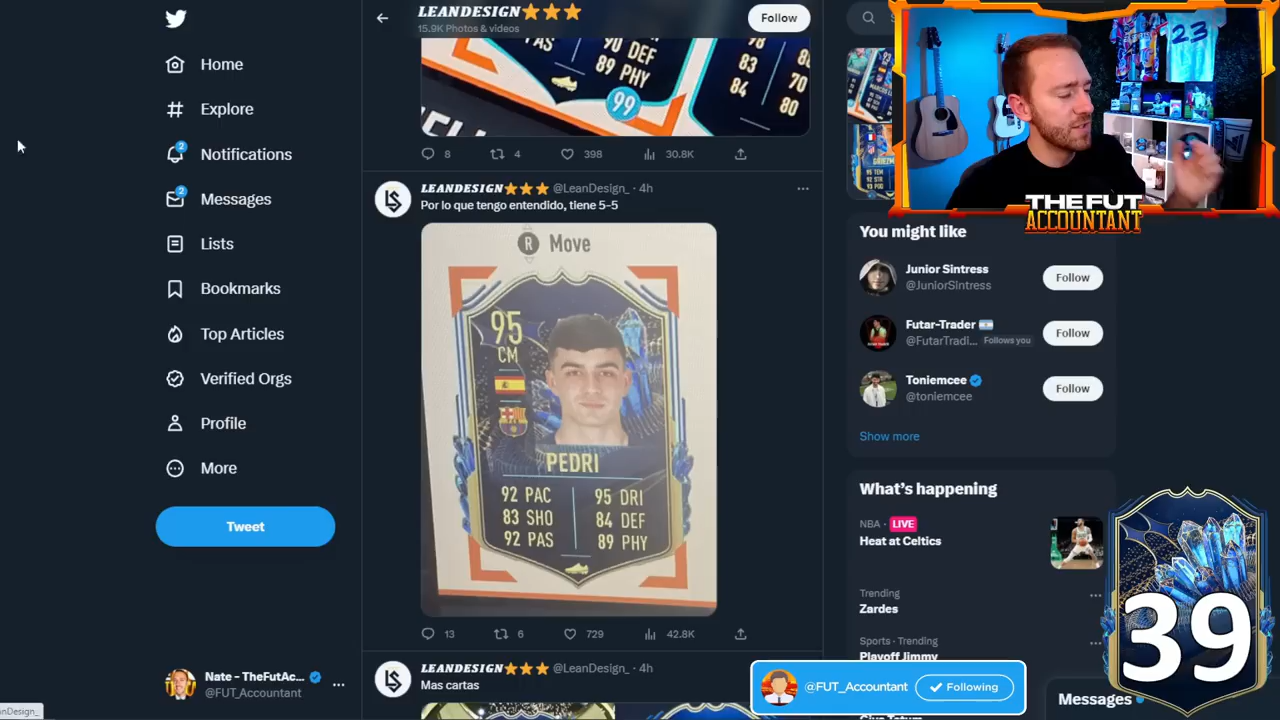 Home
Explore
2
Notifications
2
Messages
Lists
Bookmarks
Top Articles
Verified Orgs
Profile
More
Tweet
Nate - TheFutAc...
@FUT_Accountant
LEANDESIGN
15.9K Photos & videos
Follow
PAS
90 DEF
89 PHY
99
83
84
70
80
8
4
398
30.8K
LEANDESIGN @LeanDesign_ · 4h
Por lo que tengo entendido, tiene 5-5
R Move
95
CM
PEDRI
92 PAC 95 DRI
83 SHO 84 DEF
92 PAS 89 PHY
13
6
729
42.8K
LEANDESIGN @LeanDesign_ · 4h
Mas cartas
23
THE FUT
ACCOUNTANT
You might like
Junior Sintress
@JuniorSintress
Follow
Futar-Trader
@FutarTradi... Follows you
Follow
Toniemcee
@toniemcee
Follow
Show more
What's happening
NBA · LIVE
Heat at Celtics
Trending
Zardes
Sports · Trending
Playoff Jimmy
@FUT_Accountant
Following
Messages
39